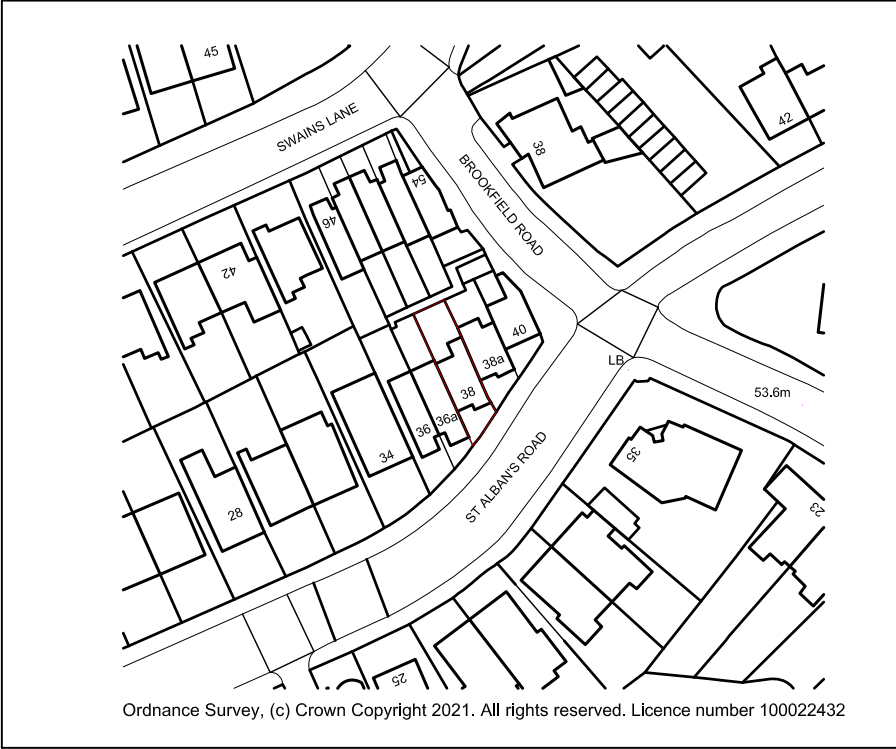 45
SWAINS LANE
38
42
BROOKFIELD ROAD
54
46
42
40
LB
38a
53.6m
38
36a
36
34
35
ST ALBAN'S ROAD
28
23
25
Ordnance Survey, (c) Crown Copyright 2021. All rights reserved. Licence number 100022432